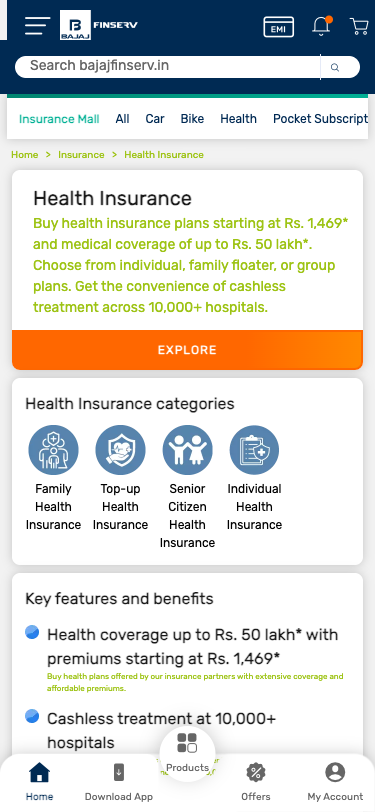 BAJAJ FINSERV
EMI
Search bajajfinserv.in
Insurance Mall All Car Bike Health Pocket Subscript
Home > Insurance > Health Insurance
Health Insurance
Buy health insurance plans starting at Rs. 1,469*
and medical coverage of up to Rs. 50 lakh*.
Choose from individual, family floater, or group
plans. Get the convenience of cashless
treatment across 10,000+ hospitals.
EXPLORE
Health Insurance categories
Family
Health
Insurance
Top-up
Health
Insurance
Senior
Citizen
Health
Insurance
Individual
Health
Insurance
Key features and benefits
Health coverage up to Rs. 50 lakh* with
premiums starting at Rs. 1,469*
Buy health plans offered by our insurance partners with extensive coverage and
affordable premiums.
Cashless treatment at 10,000+
hospitals
Home
Download App
Products
Offers
My Account